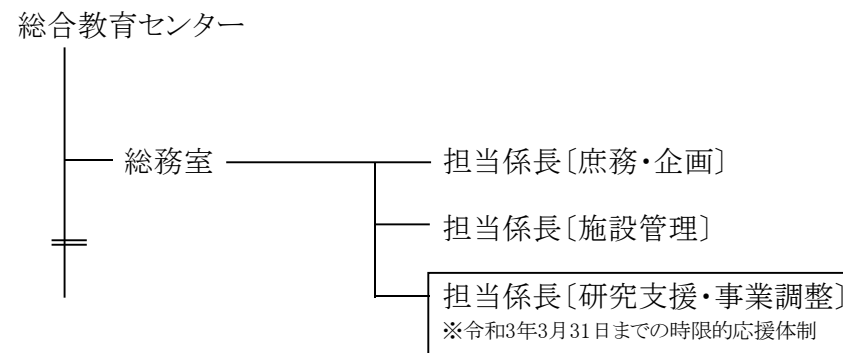 総合教育センター
総務室
担当係長〔庶務・企画〕
担当係長〔施設管理〕
担当係長〔研究支援・事業調整〕
※令和3年3月31日までの時限的応援体制